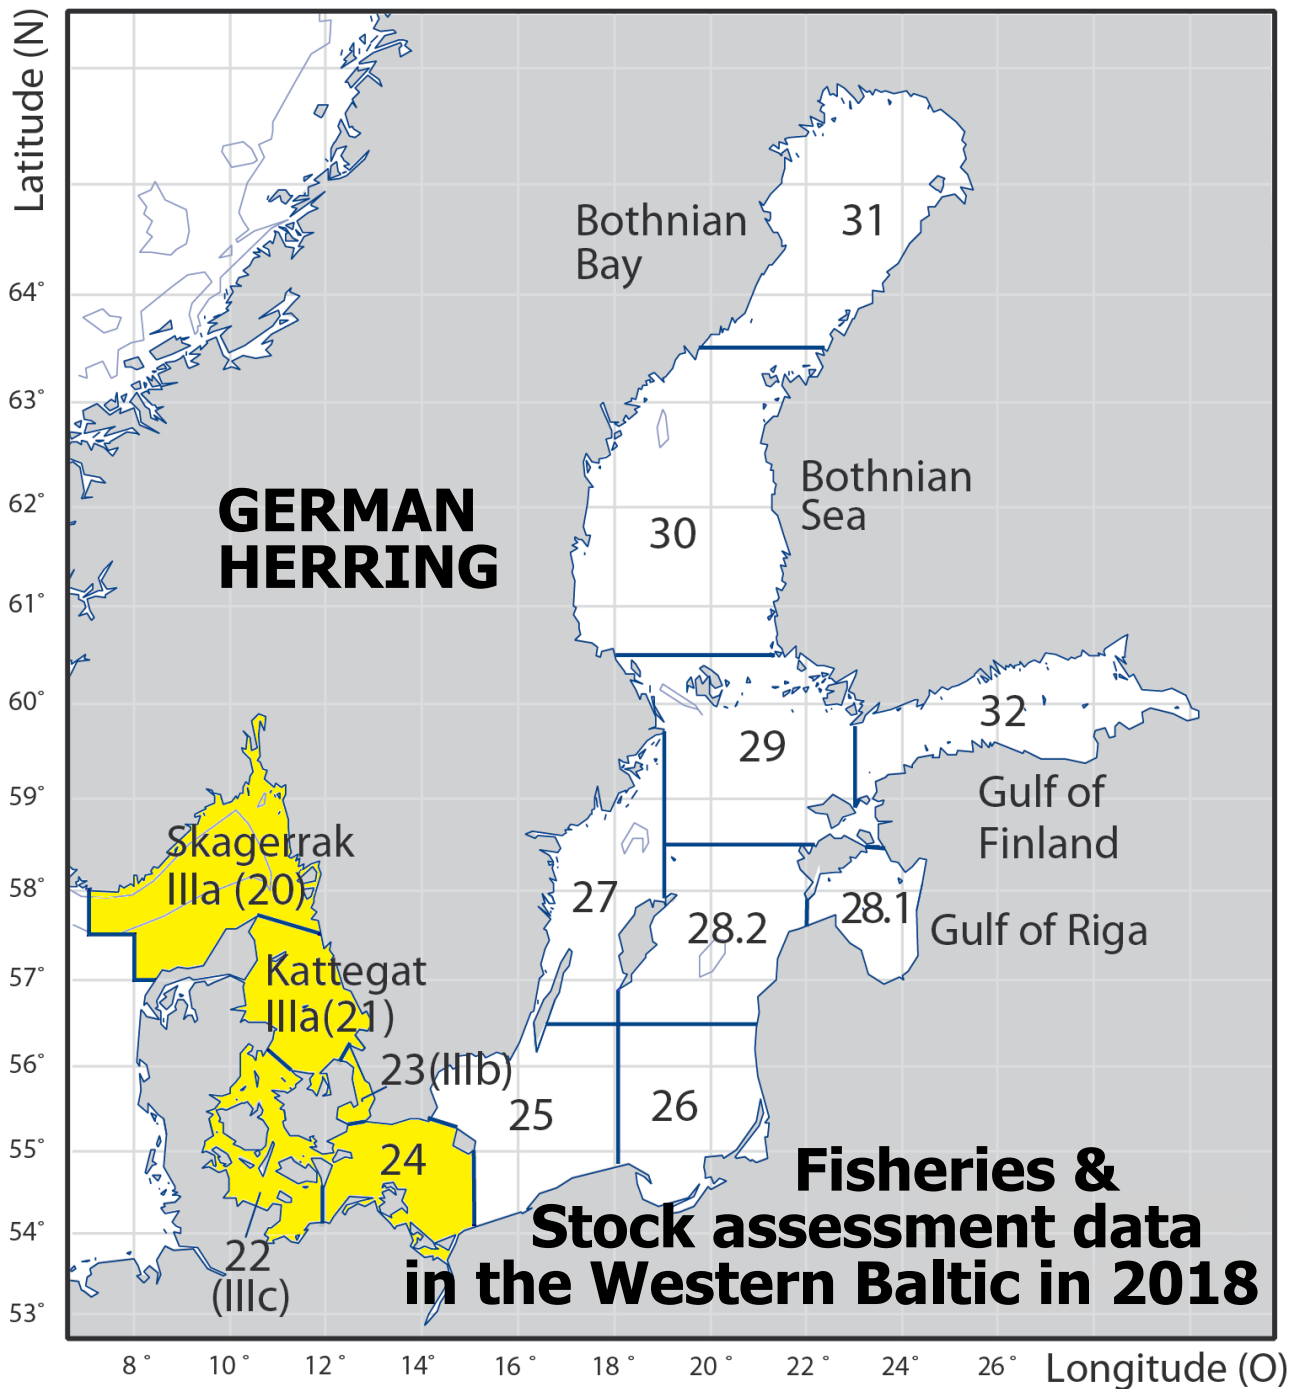 Latitude (N)
Bothnian
Bay
31
64°
63°
Bothnian
Sea
GERMAN
HERRING
62°
30
61°
60°
32
29
59°
Gulf of
Finland
Skagerrak
IIIa (20)
58°
27
28.2
28.1
Gulf of Riga
57°
Kattegat
IIIa(21)
56°
23(IIIb)
25
26
55°
24
Fisheries &
Stock assessment data
in the Western Baltic in 2018
54°
22
(IIIc)
53°
8° 10° 12° 14° 16° 18° 20° 22° 24° 26° Longitude (O)